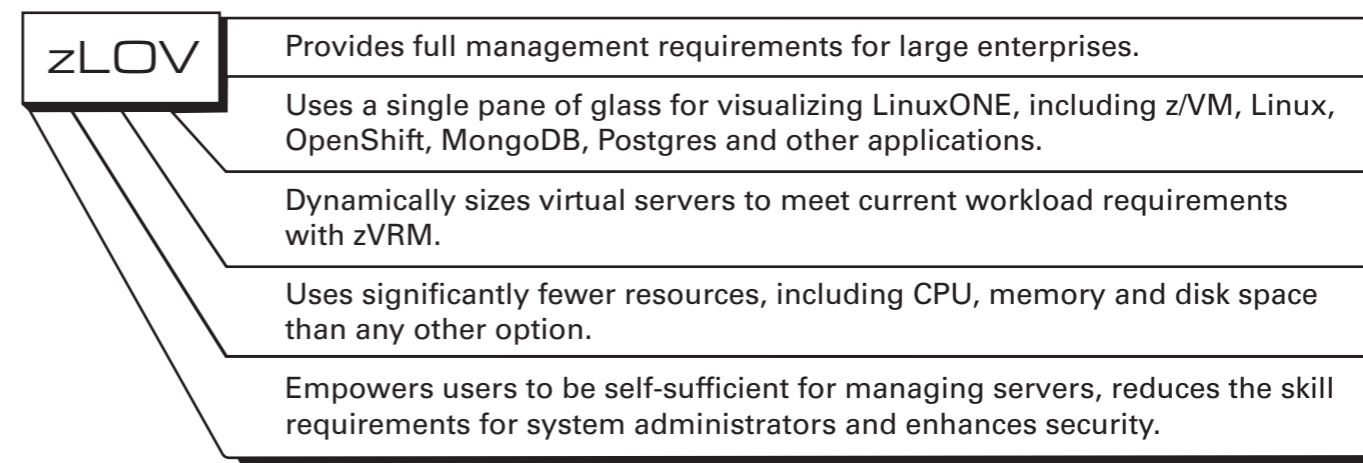 zLOV
Provides full management requirements for large enterprises.
Uses a single pane of glass for visualizing LinuxONE, including z/VM, Linux,
OpenShift, MongoDB, Postgres and other applications.
Dynamically sizes virtual servers to meet current workload requirements
with zVRM.
Uses significantly fewer resources, including CPU, memory and disk space
than any other option.
Empowers users to be self-sufficient for managing servers, reduces the skill
requirements for system administrators and enhances security.